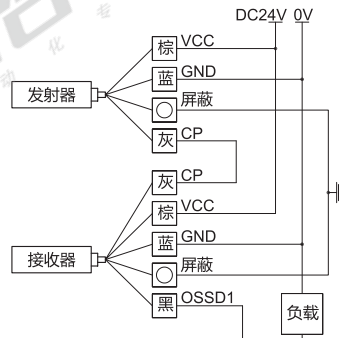 DC24V 0V
棕 VCC
蓝 GND
发射器
屏蔽
灰 CP
灰 CP
棕 VCC
蓝 GND
接收器
屏蔽
黑 OSSD1
负载